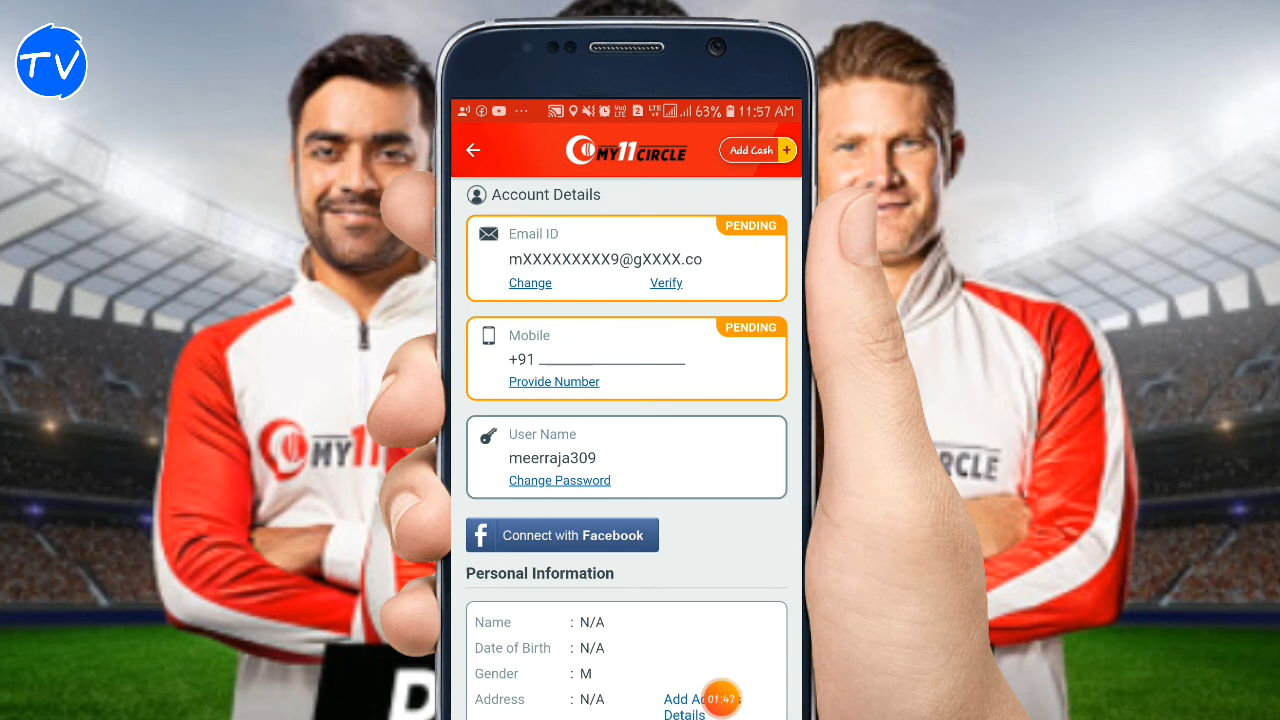 TV
63% 11:57 AM
MY11CIRCLE
Add Cash +
Account Details
PENDING
Email ID
mXXXXXXXXX9@gXXXX.co
Change Verify
PENDING
Mobile
+91
Provide Number
User Name
meerraja309
Change Password
MY11
RCLE
f Connect with Facebook
Personal Information
Name : N/A
Date of Birth : N/A
Gender : M
Address : N/A Add
01:47
Details